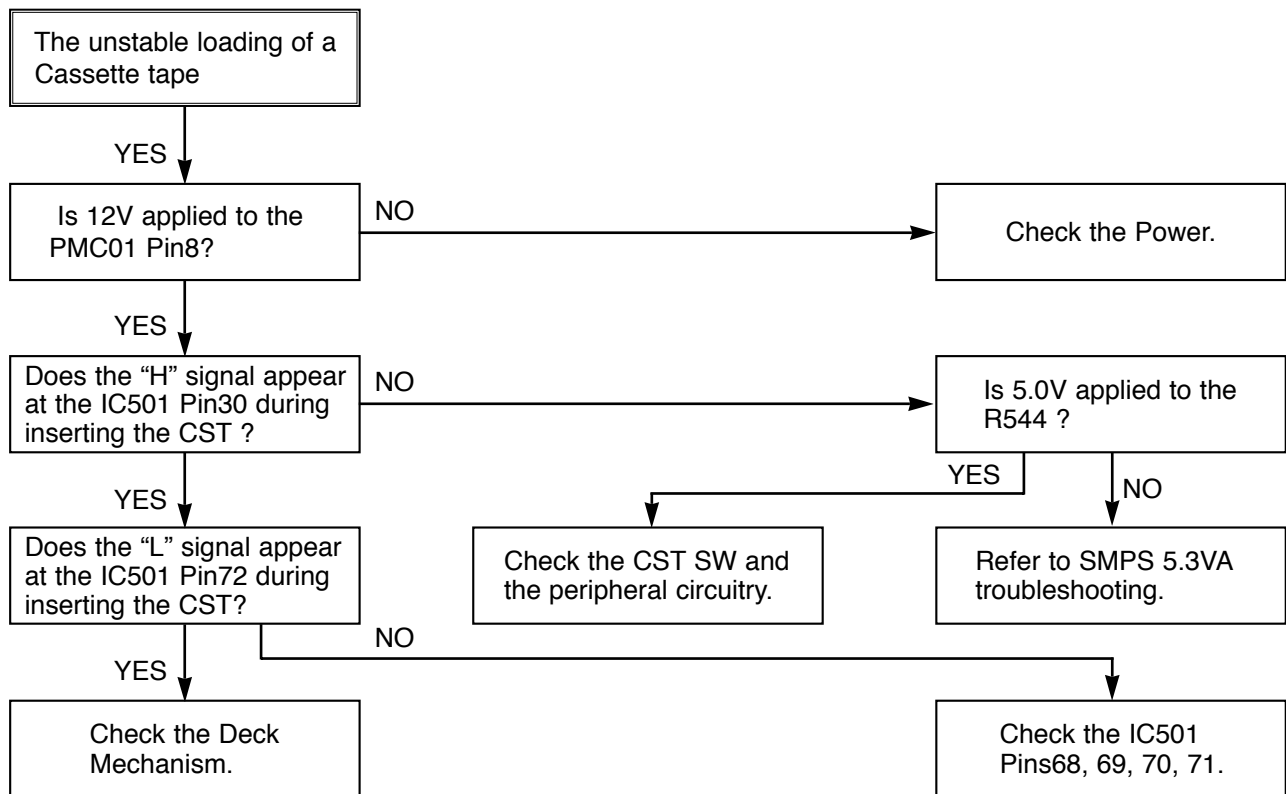 The unstable loading of a
Cassette tape
YES
Is 12V applied to the
PMC01 Pin8?
NO
Check the Power.
YES
Does the “H” signal appear
at the IC501 Pin30 during
inserting the CST ?
NO
Is 5.0V applied to the
R544 ?
YES
Does the “L” signal appear
at the IC501 Pin72 during
inserting the CST?
YES
Check the CST SW and
the peripheral circuitry.
NO
Refer to SMPS 5.3VA
troubleshooting.
YES
Check the Deck
Mechanism.
NO
Check the IC501
Pins68, 69, 70, 71.